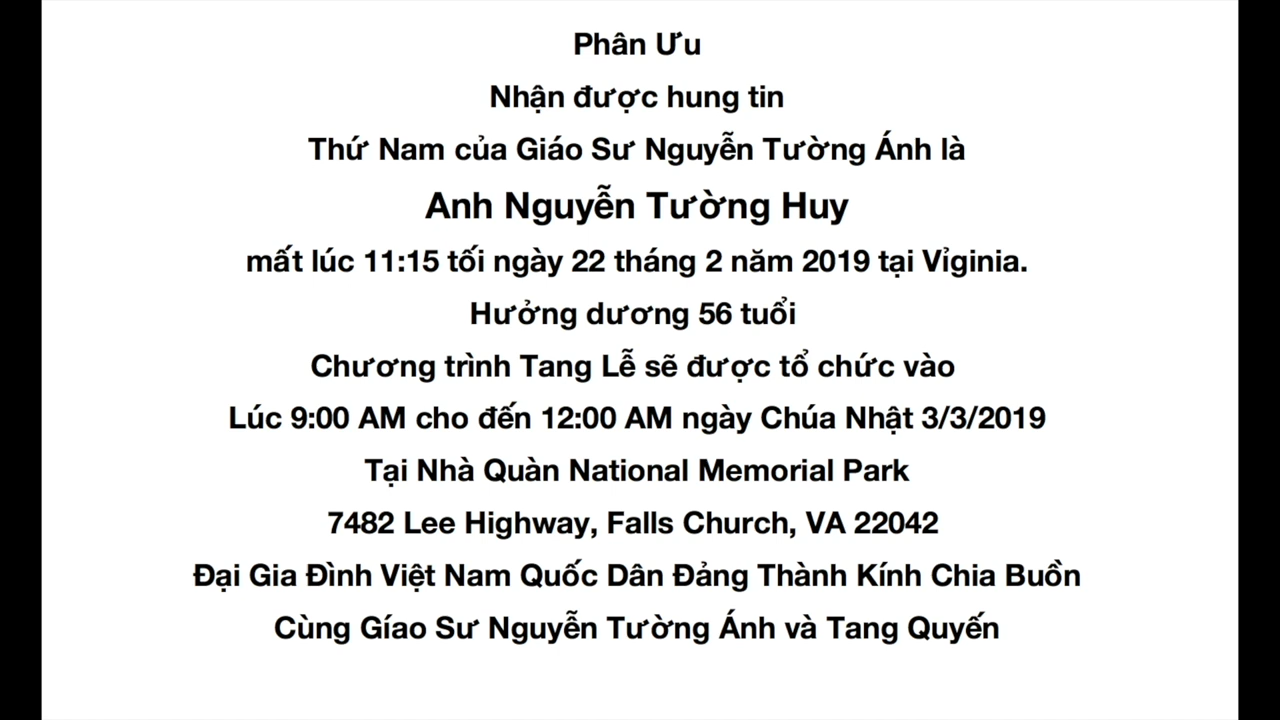 Phân Ưu
Nhận được hung tin
Thứ Nam của Giáo Sư Nguyễn Tường Ánh là
Anh Nguyễn Tường Huy
mất lúc 11:15 tối ngày 22 tháng 2 năm 2019 tại Vỉginia.
Hưởng dương 56 tuổi
Chương trình Tang Lễ sẽ được tổ chức vào
Lúc 9:00 AM cho đến 12:00 AM ngày Chúa Nhật 3/3/2019
Tại Nhà Quàn National Memorial Park
7482 Lee Highway, Falls Church, VA 22042
Đại Gia Đình Việt Nam Quốc Dân Đảng Thành Kính Chia Buồn
Cùng Gíao Sư Nguyễn Tường Ánh và Tang Quyến